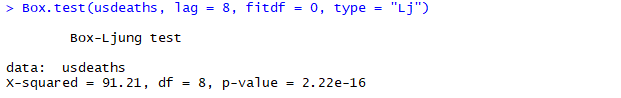 > Box.test(usdeaths, lag = 8, fitdf = 0, type = "Lj")
Box-Ljung test
data:  usdeaths
X-squared = 91.21, df = 8, p-value = 2.22e-16